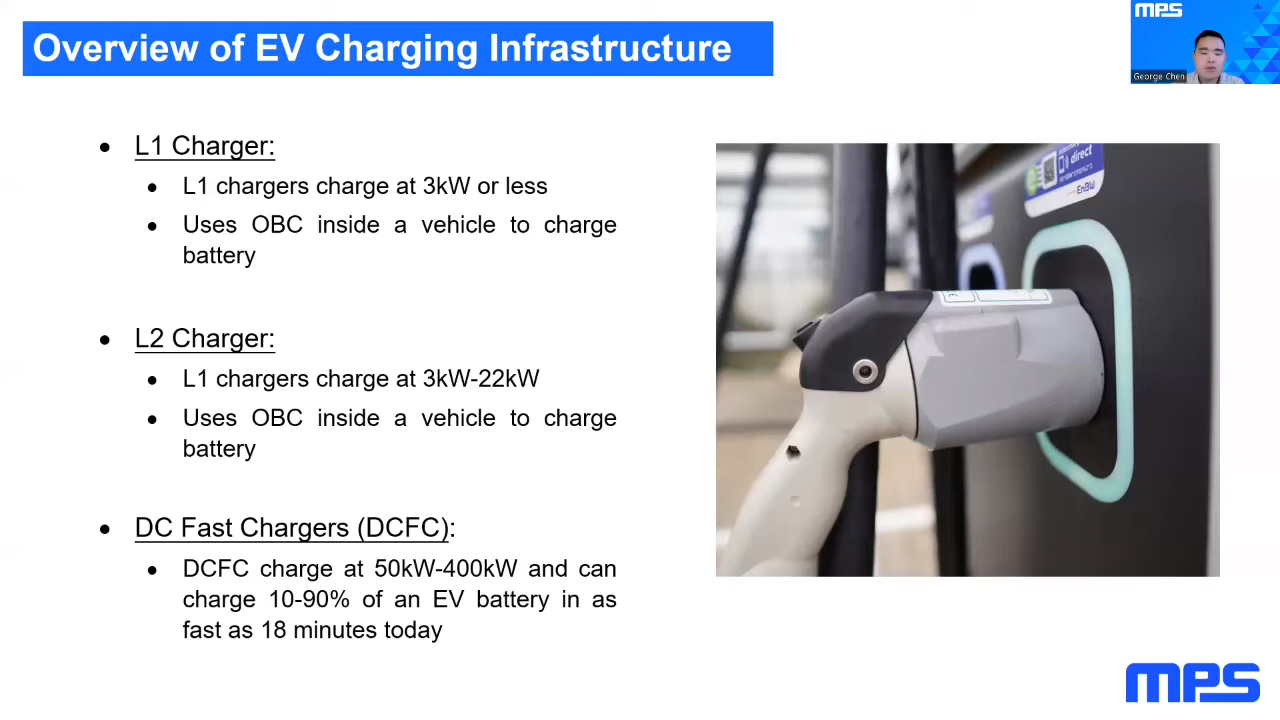 Overview of EV Charging Infrastructure
MPS
George Chen
L1 Charger:
L1 chargers charge at 3kW or less
Uses OBC inside a vehicle to charge
battery
L2 Charger:
L1 chargers charge at 3kW-22kW
Uses OBC inside a vehicle to charge
battery
DC Fast Chargers (DCFC):
DCFC charge at 50kW-400kW and can
charge 10-90% of an EV battery in as
fast as 18 minutes today
direct
EnBW
MPS